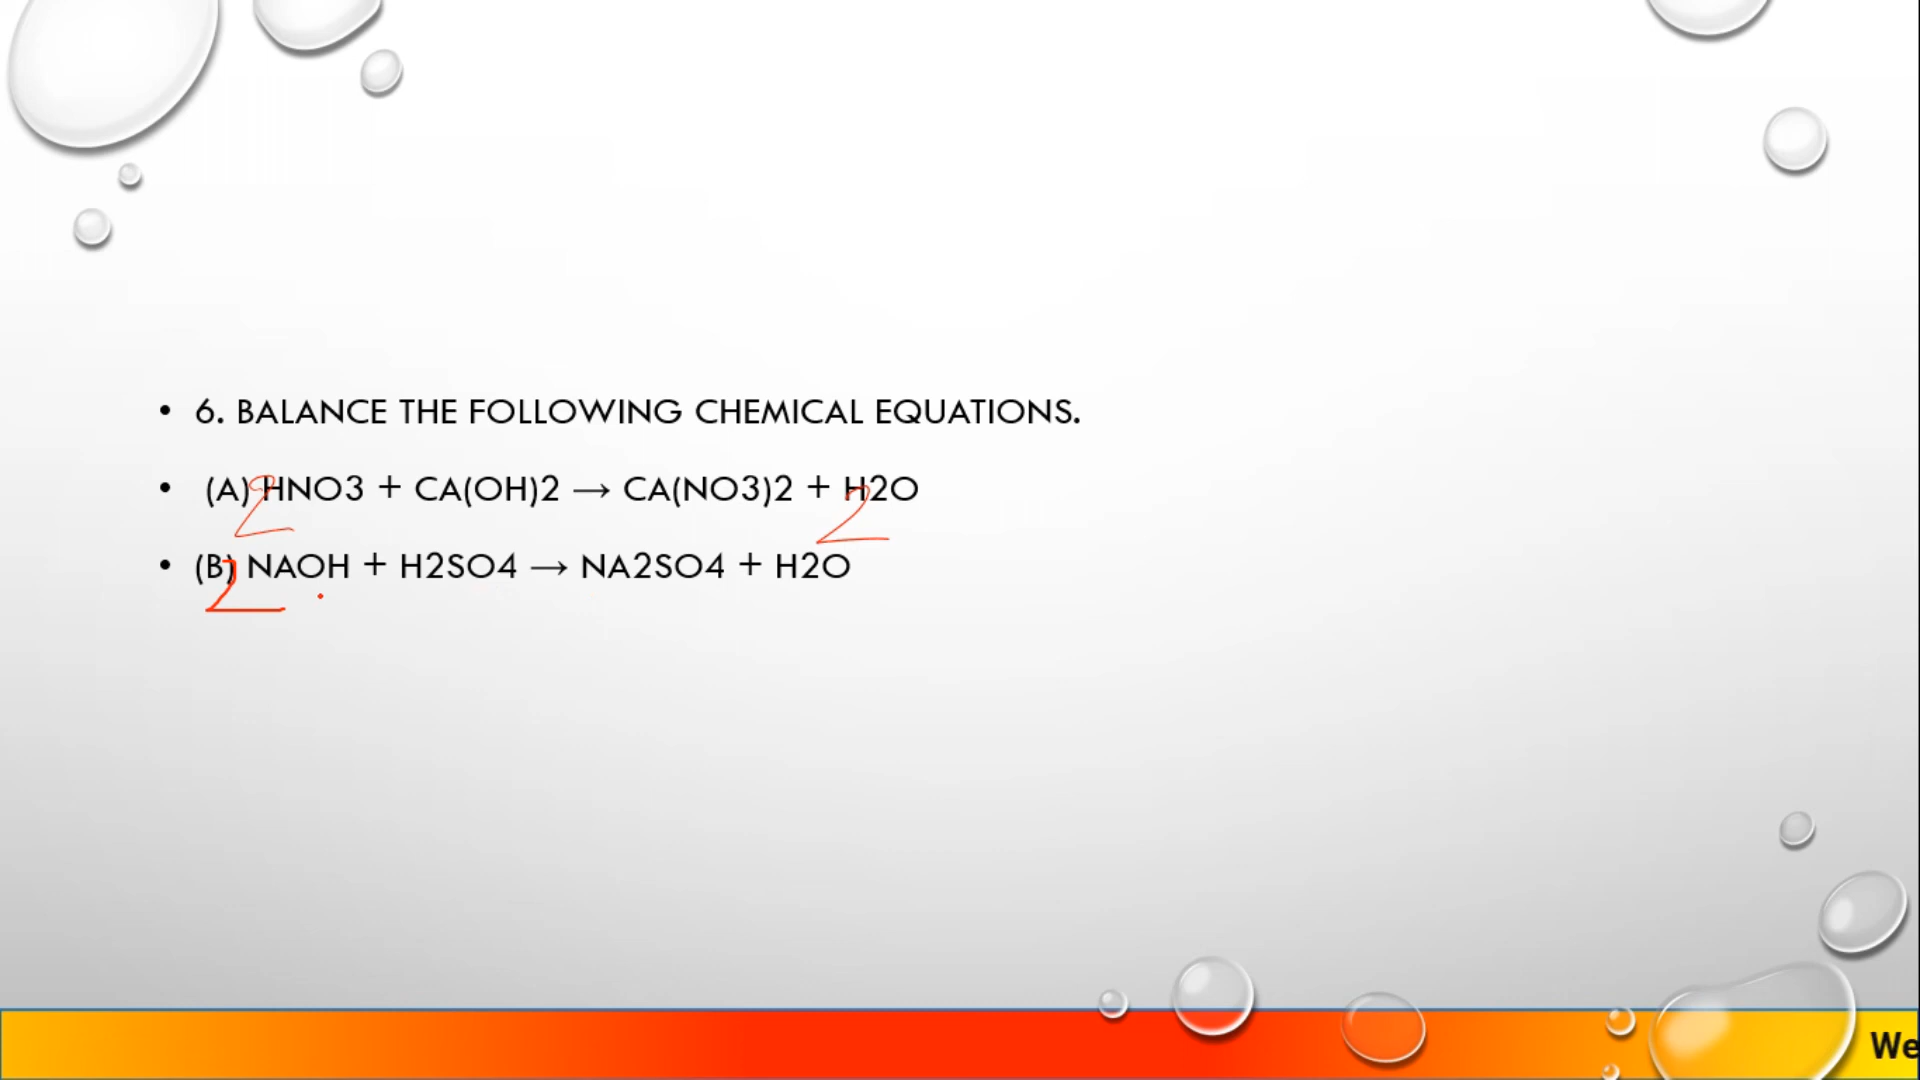 • 6. BALANCE THE FOLLOWING CHEMICAL EQUATIONS.
• (A) 2 HNO3 + CA(OH)2 → CA(NO3)2 + 2 H2O
• (B) 2 NAOH + H2SO4 → NA2SO4 + H2O
We